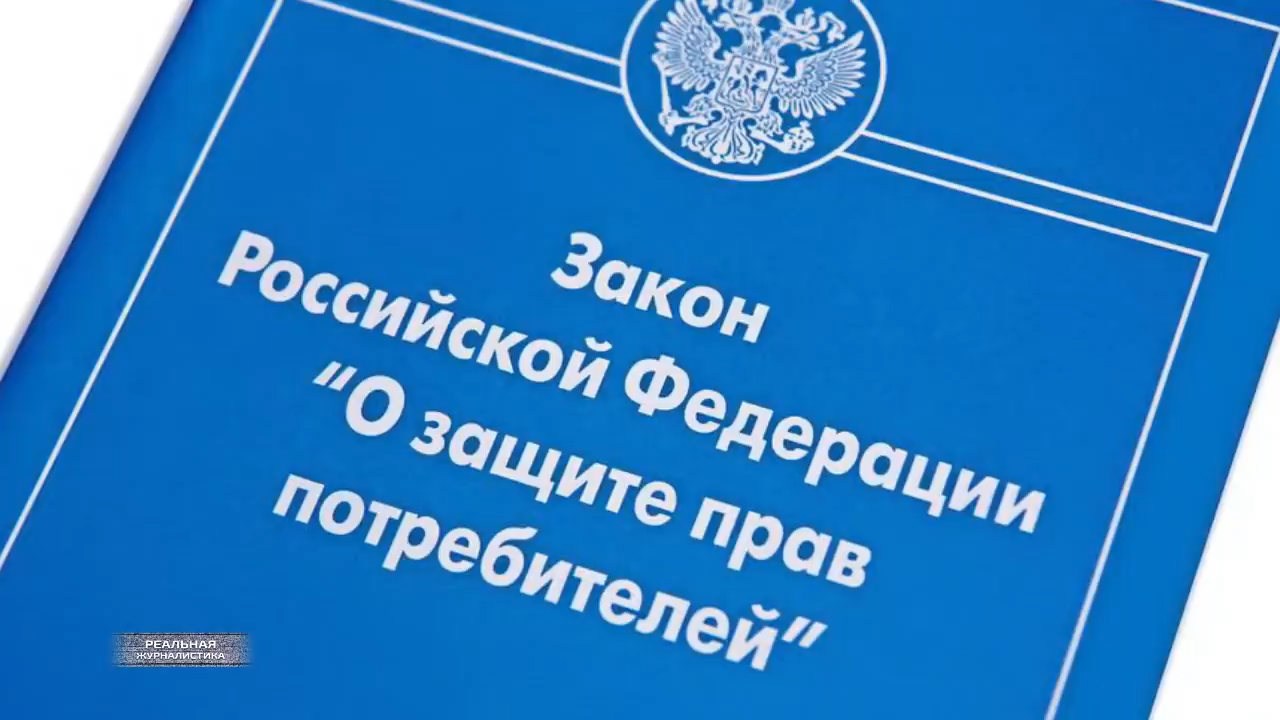 Закон
Российской Федерации
“О защите прав
потребителей”
РЕАЛЬНАЯ
ЖУРНАЛИСТИКА